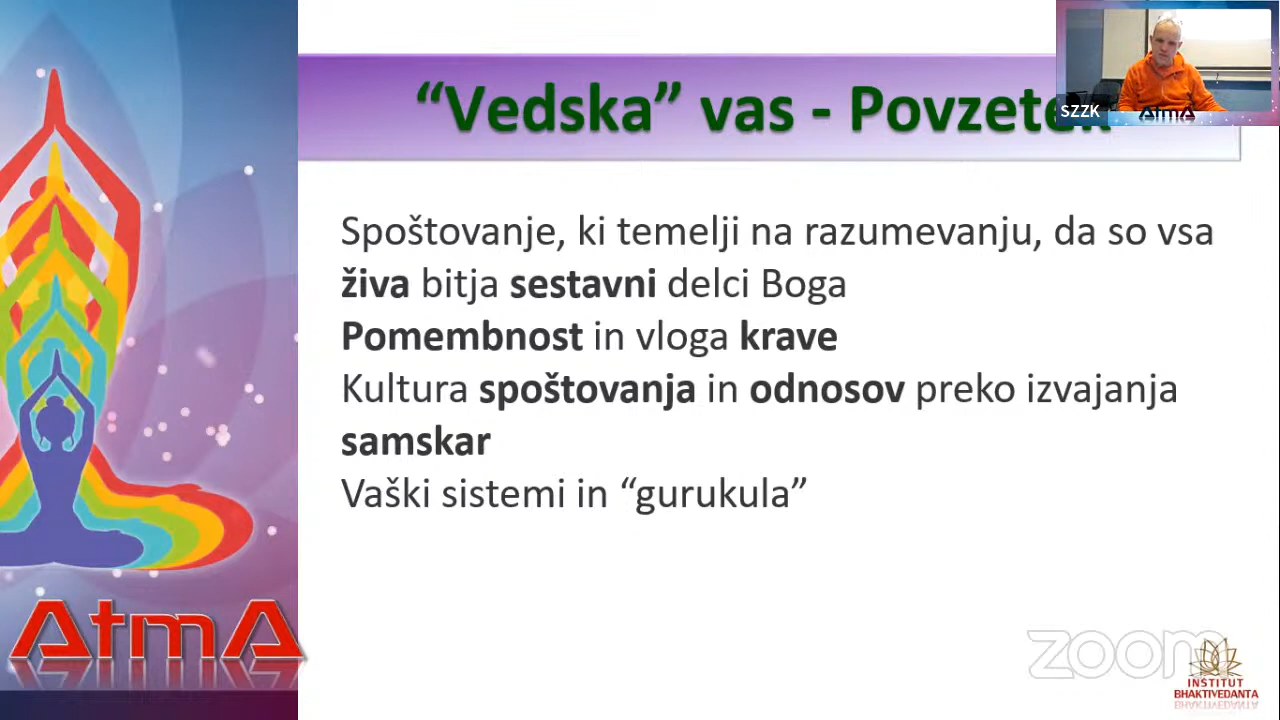 “Vedska” vas - Povzetek
SZZK
AtmA
Spoštovanje, ki temelji na razumevanju, da so vsa
živa bitja sestavni delci Boga
Pomembnost in vloga krave
Kultura spoštovanja in odnosov preko izvajanja
samskar
Vaški sistemi in “gurukula”
AtmA
zoom
INSTITUT
BHAKTIVEDANTA